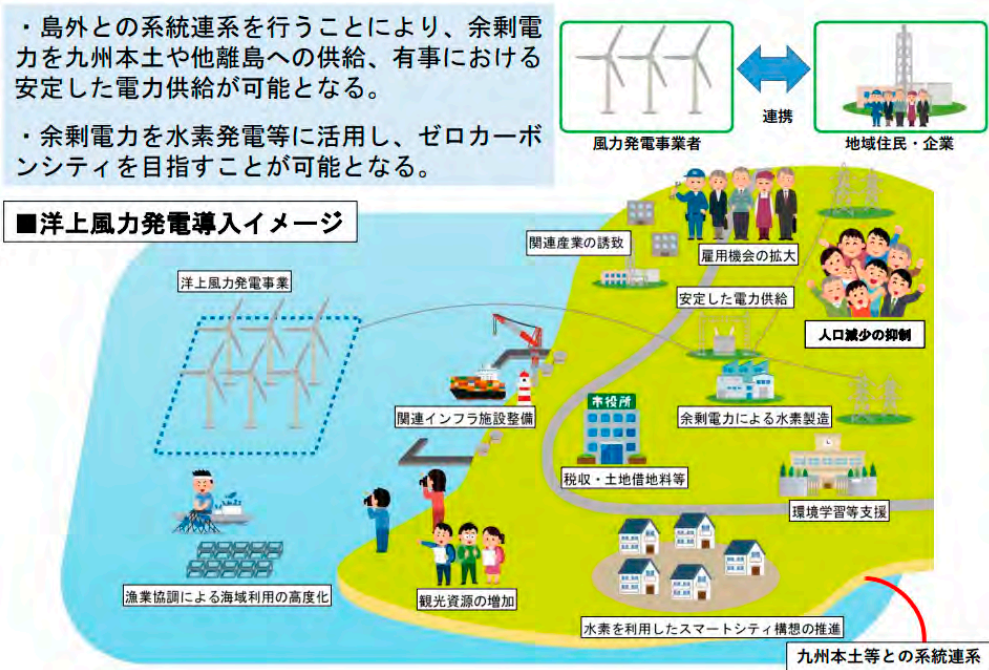 ・島外との系統連系を行うことにより、余剰電
力を九州本土や他離島への供給、有事における
安定した電力供給が可能となる。
・余剰電力を水素発電等に活用し、ゼロカーボ
ンシティを目指すことが可能となる。
風力発電事業者
連携
地域住民・企業
■洋上風力発電導入イメージ
洋上風力発電事業
関連産業の誘致
雇用機会の拡大
安定した電力供給
人口減少の抑制
関連インフラ施設整備
市役所
余剰電力による水素製造
税収・土地借地料等
環境学習等支援
漁業協調による海域利用の高度化
観光資源の増加
水素を利用したスマートシティ構想の推進
九州本土等との系統連系